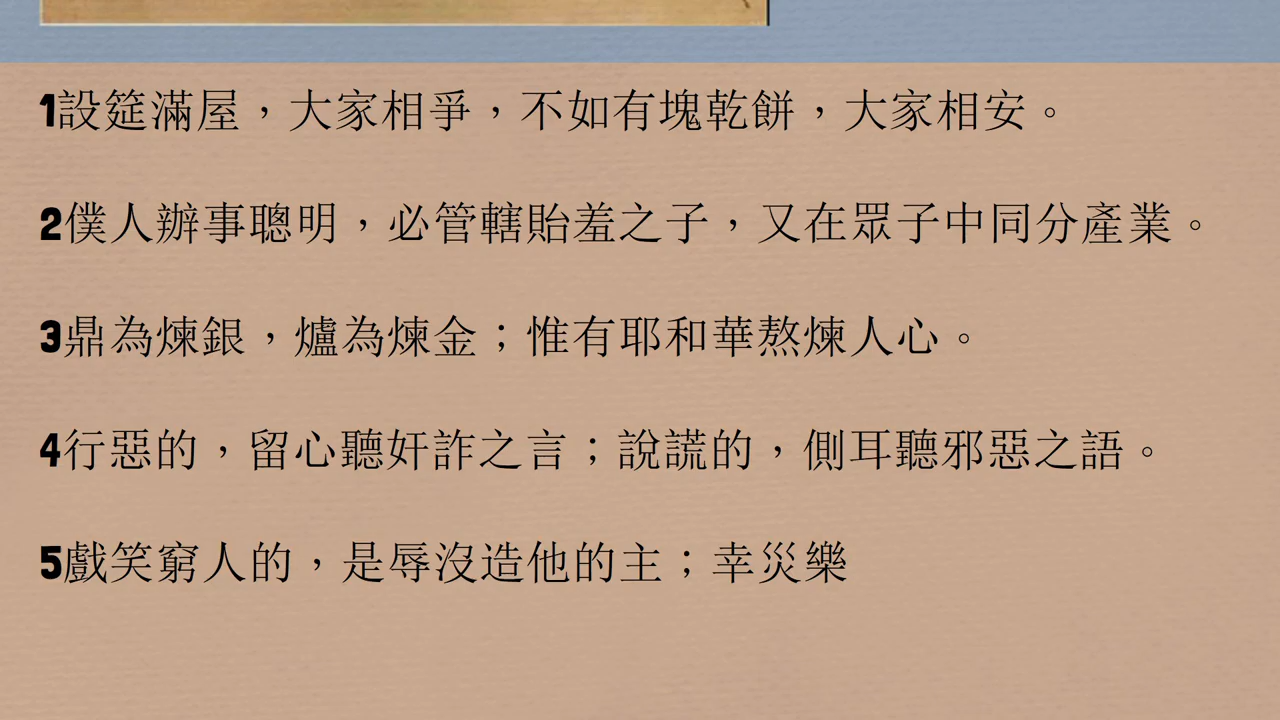 1設筵滿屋，大家相爭，不如有塊乾餅，大家相安。
2僕人辦事聰明，必管轄貽羞之子，又在眾子中同分產業。
3鼎為煉銀，爐為煉金；惟有耶和華熬煉人心。
4行惡的，留心聽奸詐之言；說謊的，側耳聽邪惡之語。
5戲笑窮人的，是辱沒造他的主；幸災樂